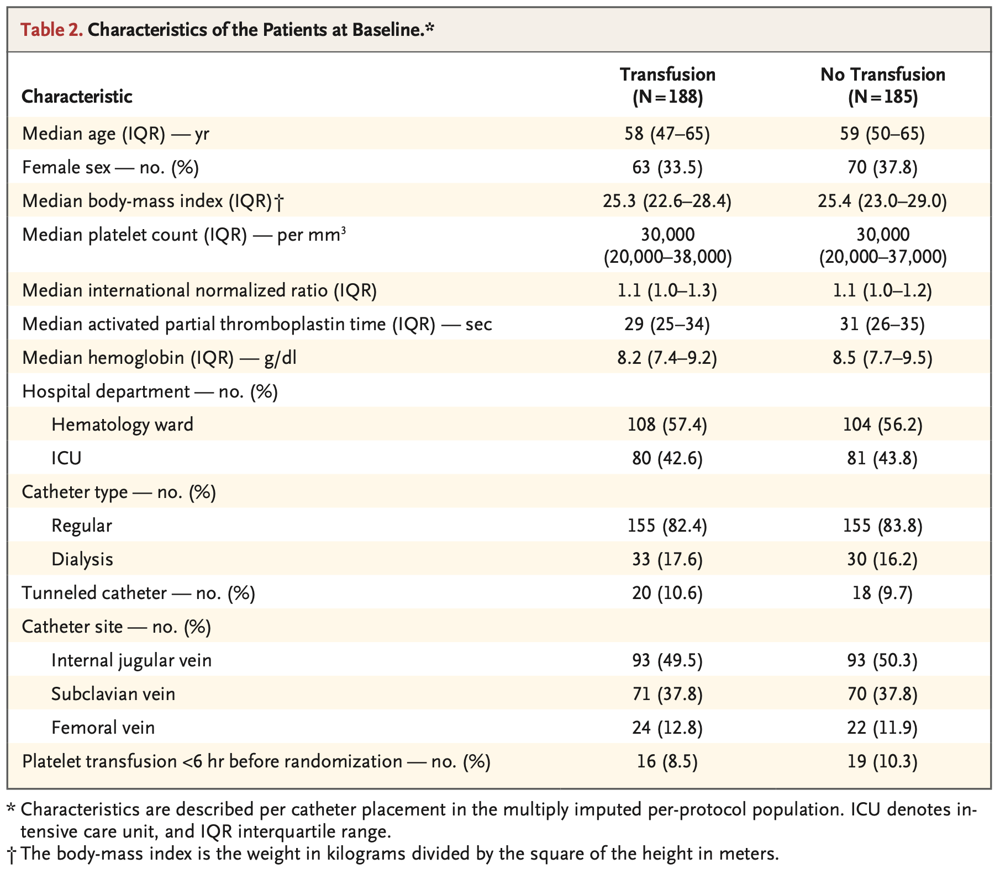 Table 2. Characteristics of the Patients at Baseline.*
Characteristic
Transfusion
(N=188)
No Transfusion
(N=185)
Median age (IQR) — yr 58 (47–65) 59 (50–65)
Female sex — no. (%) 63 (33.5) 70 (37.8)
Median body-mass index (IQR)† 25.3 (22.6–28.4) 25.4 (23.0–29.0)
Median platelet count (IQR) — per mm³ 30,000 30,000
(20,000–38,000) (20,000–37,000)
Median international normalized ratio (IQR) 1.1 (1.0–1.3) 1.1 (1.0–1.2)
Median activated partial thromboplastin time (IQR) — sec 29 (25–34) 31 (26–35)
Median hemoglobin (IQR) — g/dl 8.2 (7.4–9.2) 8.5 (7.7–9.5)
Hospital department — no. (%)
Hematology ward 108 (57.4) 104 (56.2)
ICU 80 (42.6) 81 (43.8)
Catheter type — no. (%)
Regular 155 (82.4) 155 (83.8)
Dialysis 33 (17.6) 30 (16.2)
Tunneled catheter — no. (%) 20 (10.6) 18 (9.7)
Catheter site — no. (%)
Internal jugular vein 93 (49.5) 93 (50.3)
Subclavian vein 71 (37.8) 70 (37.8)
Femoral vein 24 (12.8) 22 (11.9)
Platelet transfusion <6 hr before randomization — no. (%) 16 (8.5) 19 (10.3)
* Characteristics are described per catheter placement in the multiply imputed per-protocol population. ICU denotes in-
tensive care unit, and IQR interquartile range.
† The body-mass index is the weight in kilograms divided by the square of the height in meters.